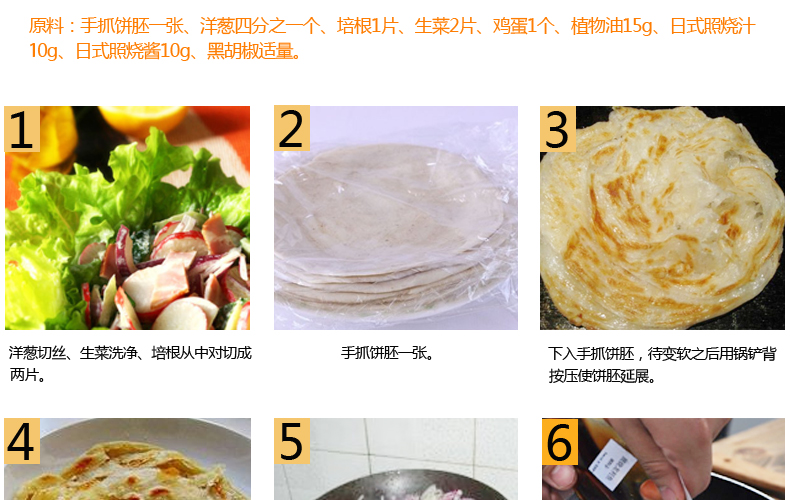 原料：手抓饼胚一张、洋葱四分之一个、培根1片、生菜2片、鸡蛋1个、植物油15g、日式照烧汁
10g、日式照烧酱10g、黑胡椒适量。
1
2
3
洋葱切丝、生菜洗净、培根从中对切成
两片。
手抓饼胚一张。
下入手抓饼胚，待变软之后用锅铲背
按压使饼胚延展。
4
5
6